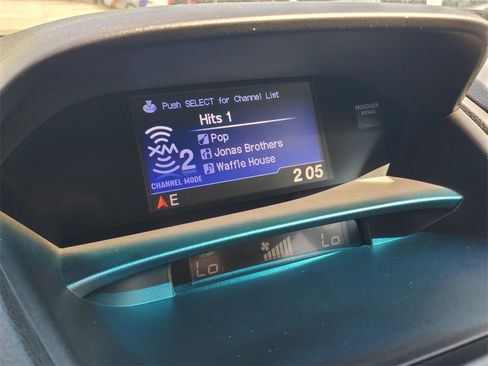 Push SELECT for Channel List
Hits 1
Pop
XM
2
Jonas Brothers
Waffle House
CHANNEL MODE
2 05
E
PASSENGER
AIRBAG
TEMP
Lo
Lo